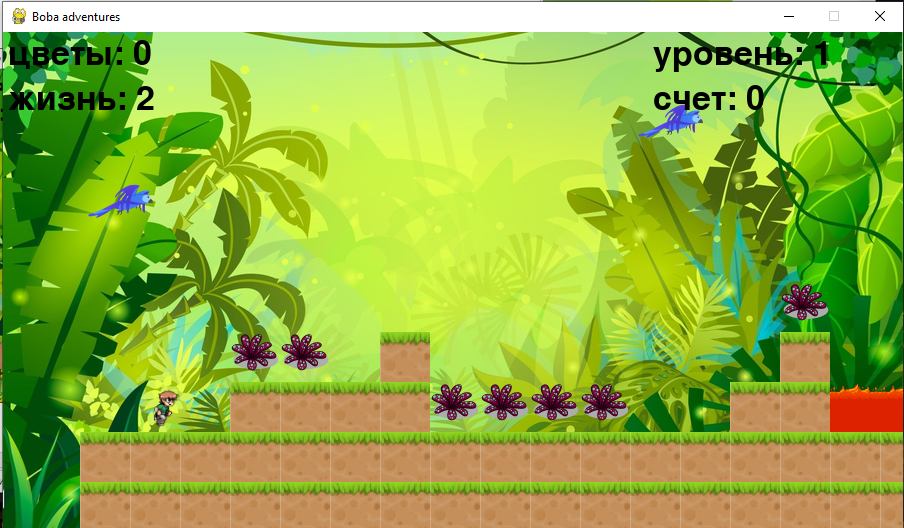 Boba adventures
цветы: 0
жизнь: 2
уровень: 1
счет: 0